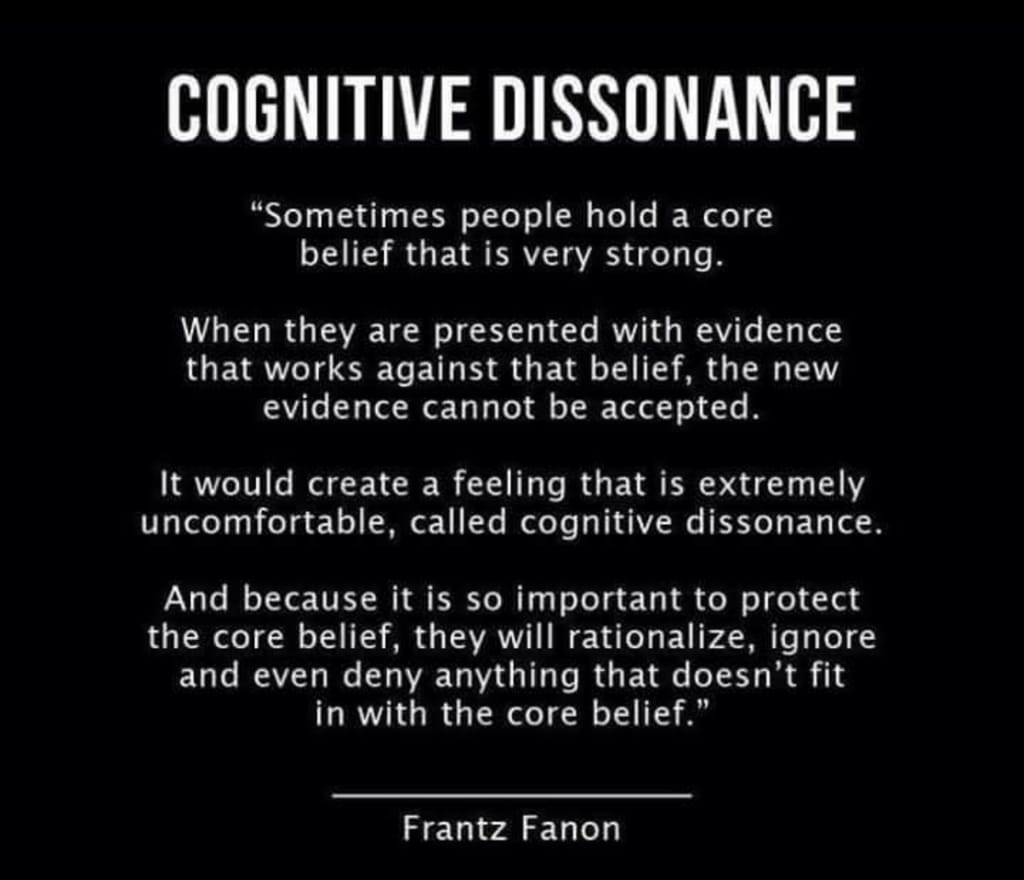 COGNITIVE DISSONANCE
“Sometimes people hold a core
belief that is very strong.
When they are presented with evidence
that works against that belief, the new
evidence cannot be accepted.
It would create a feeling that is extremely
uncomfortable, called cognitive dissonance.
And because it is so important to protect
the core belief, they will rationalize, ignore
and even deny anything that doesn’t fit
in with the core belief.”
Frantz Fanon